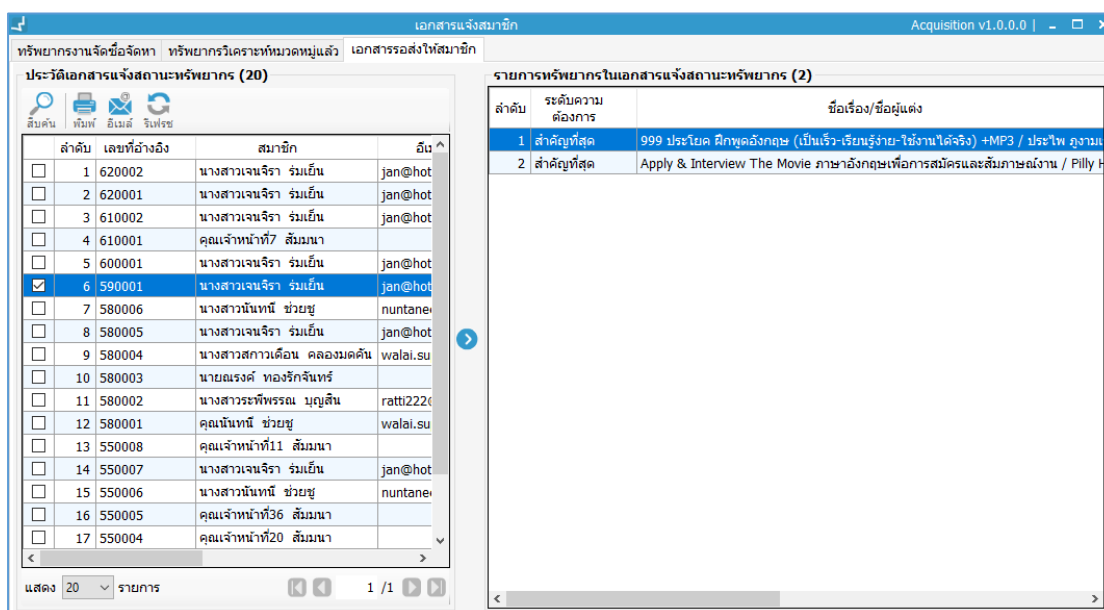 เอกสารแจ้งสมาชิก
Acquisition v1.0.0.0 |
ทรัพยากรงานจัดซื้อจัดหา ทรัพยากรวิเคราะห์หมวดหมู่แล้ว เอกสารรอส่งให้สมาชิก
ประวัติเอกสารแจ้งสถานะทรัพยากร (20)
สืบค้น พิมพ์ อีเมล์ รีเฟรช
ลำดับ เลขที่อ้างอิง สมาชิก
1 620002 นางสาวเจนจิรา ร่มเย็น jan@hot
2 620001 นางสาวเจนจิรา ร่มเย็น jan@hot
3 610002 นางสาวเจนจิรา ร่มเย็น jan@hot
4 610001 คุณเจ้าหน้าที่7 สัมมนา
5 600001 นางสาวเจนจิรา ร่มเย็น jan@hot
6 590001 นางสาวเจนจิรา ร่มเย็น jan@hot
7 580006 นางสาวนันทนี ช่วยชู nuntane
8 580005 นางสาวเจนจิรา ร่มเย็น jan@hot
9 580004 นางสาวสกาวเดือน คลองมดคัน walai.su
10 580003 นายณรงค์ ทองรักจันทร์
11 580002 นางสาวระพีพรรณ บุญสิน ratti222
12 580001 คุณนันทนี ช่วยชู walai.su
13 550008 คุณเจ้าหน้าที่11 สัมมนา
14 550007 นางสาวเจนจิรา ร่มเย็น jan@hot
15 550006 นางสาวนันทนี ช่วยชู nuntane
16 550005 คุณเจ้าหน้าที่36 สัมมนา
17 550004 คุณเจ้าหน้าที่20 สัมมนา
แสดง 20 รายการ 1 /1
รายการทรัพยากรในเอกสารแจ้งสถานะทรัพยากร (2)
ลำดับ ระดับความต้องการ ชื่อเรื่อง/ชื่อผู้แต่ง
1 สำคัญที่สุด 999 ประโยค ฝึกพูดอังกฤษ (เป็นเร็ว-เรียนรู้ง่าย-ใช้งานได้จริง) +MP3 / ประไพ ภูงาม
2 สำคัญที่สุด Apply & Interview The Movie ภาษาอังกฤษเพื่อการสมัครและสัมภาษณ์งาน / Pilly H